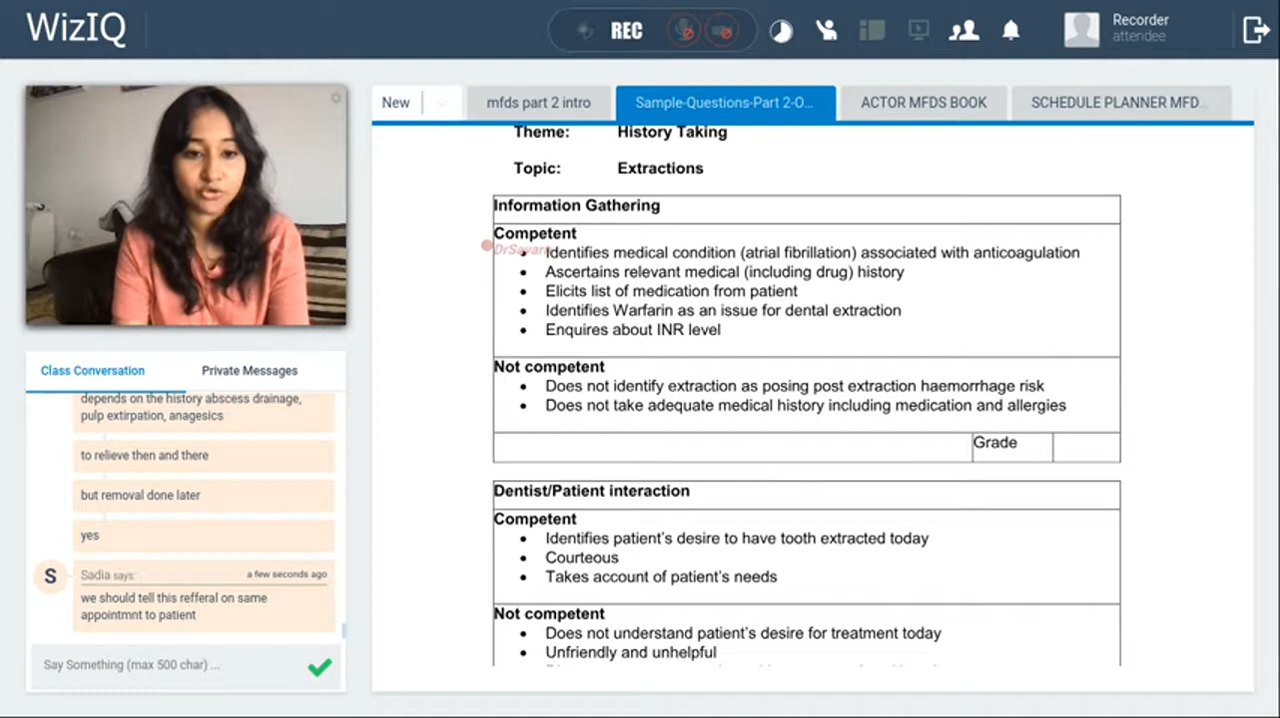 WizIQ
REC
Recorder
attendee
New
mfds part 2 intro
Sample-Questions-Part 2-O...
ACTOR MFDS BOOK
SCHEDULE PLANNER MFD...
Class Conversation
Private Messages
depends on the history abscess drainage,
pulp extirpation, anagesics
to relieve then and there
but removal done later
yes
S
Sadia says:
a few seconds ago
we should tell this refferal on same
appointmnt to patient
Say Something (max 500 char) ...
Theme: History Taking
Topic: Extractions
Information Gathering
Competent
• Identifies medical condition (atrial fibrillation) associated with anticoagulation
• Ascertains relevant medical (including drug) history
• Elicits list of medication from patient
• Identifies Warfarin as an issue for dental extraction
• Enquires about INR level
Not competent
• Does not identify extraction as posing post extraction haemorrhage risk
• Does not take adequate medical history including medication and allergies
Grade
Dentist/Patient interaction
Competent
• Identifies patient's desire to have tooth extracted today
• Courteous
• Takes account of patient's needs
Not competent
• Does not understand patient's desire for treatment today
• Unfriendly and unhelpful